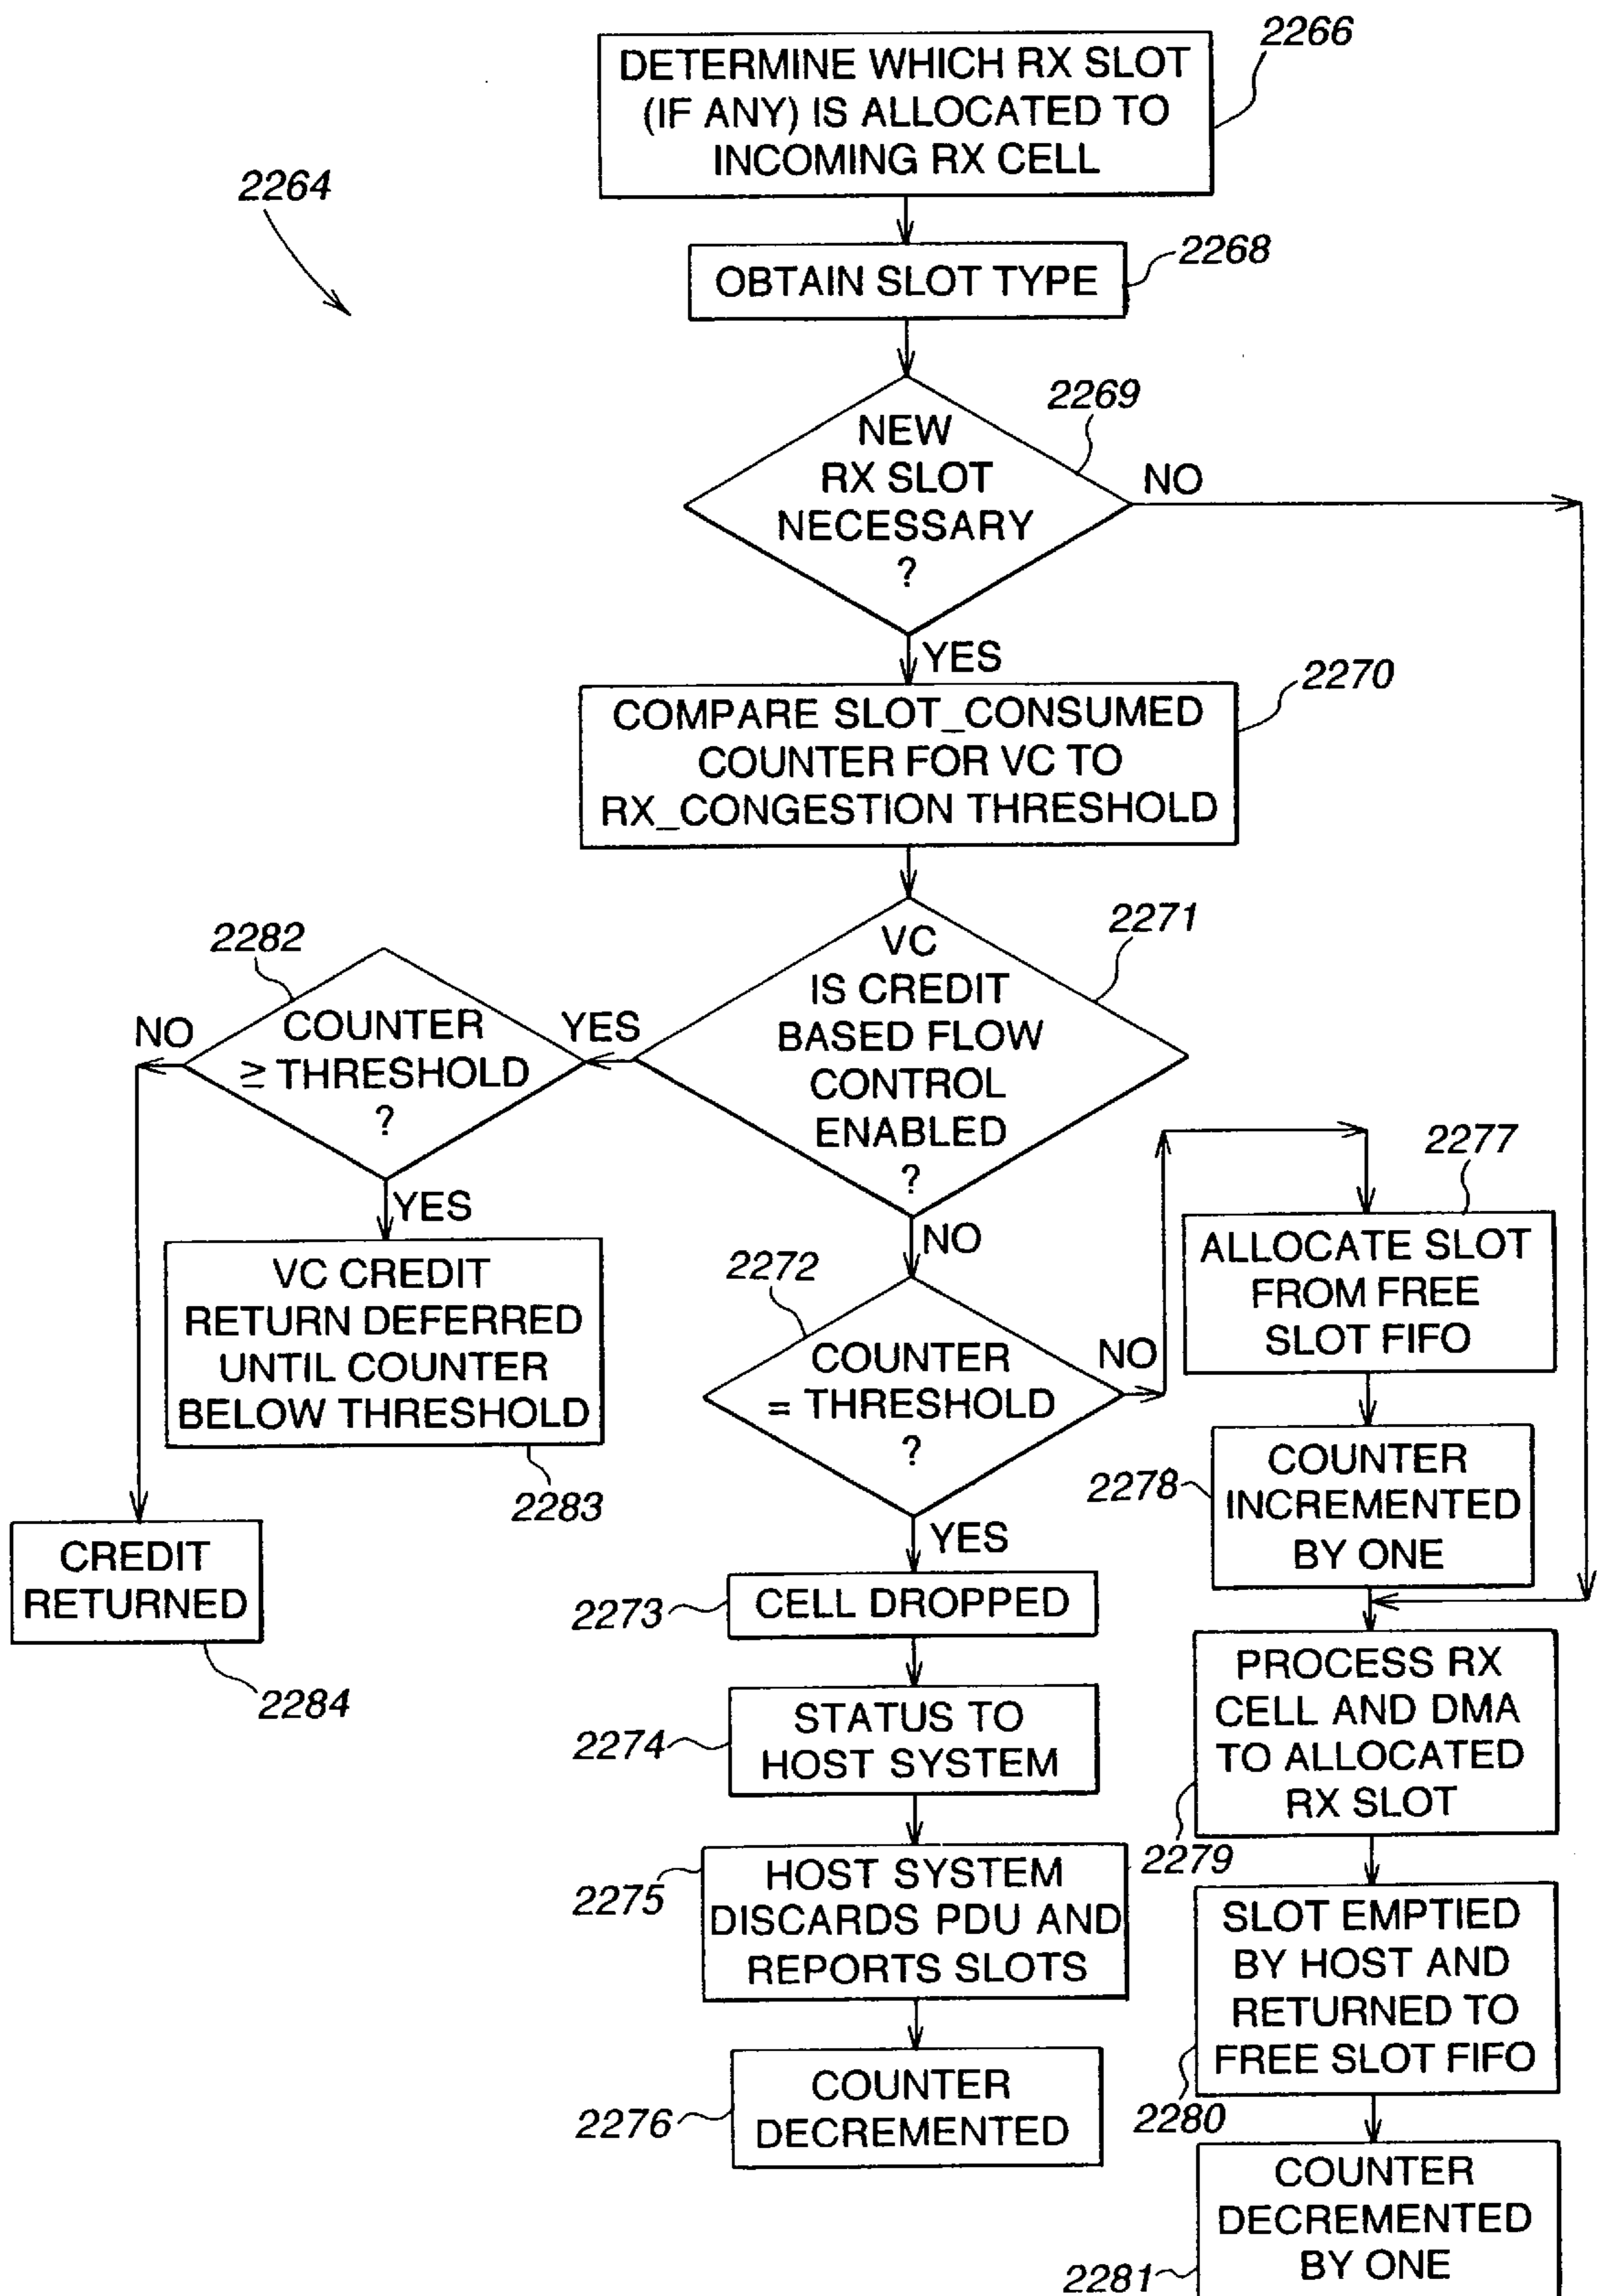 2266
DETERMINE WHICH RX SLOT
(IF ANY) IS ALLOCATED TO
INCOMING RX CELL
2264
2268
OBTAIN SLOT TYPE
2269
NEW
RX SLOT
NECESSARY
?
NO
YES
2270
COMPARE SLOT_CONSUMED
COUNTER FOR VC TO
RX_CONGESTION THRESHOLD
2271
VC
IS CREDIT
BASED FLOW
CONTROL
ENABLED
?
YES
NO
2282
COUNTER
≥ THRESHOLD
?
NO
YES
VC CREDIT
RETURN DEFERRED
UNTIL COUNTER
BELOW THRESHOLD
2283
CREDIT
RETURNED
2284
2272
COUNTER
= THRESHOLD
?
NO
YES
2273
CELL DROPPED
2274
STATUS TO
HOST SYSTEM
2275
HOST SYSTEM
DISCARDS PDU AND
REPORTS SLOTS
2276
COUNTER
DECREMENTED
2277
ALLOCATE SLOT
FROM FREE
SLOT FIFO
2278
COUNTER
INCREMENTED
BY ONE
PROCESS RX
CELL AND DMA
TO ALLOCATED
RX SLOT
2279
SLOT EMPTIED
BY HOST AND
RETURNED TO
FREE SLOT FIFO
2280
COUNTER
DECREMENTED
BY ONE
2281